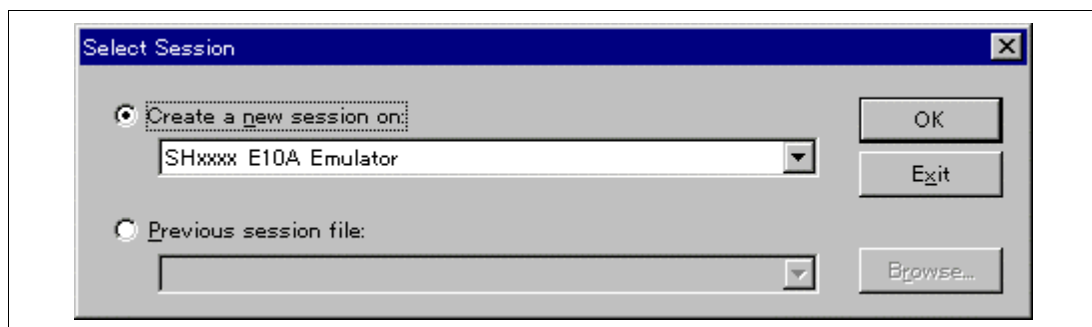 Select Session
Create a new session on:
OK
SHxxxx E10A Emulator
Exit
Previous session file:
Browse...